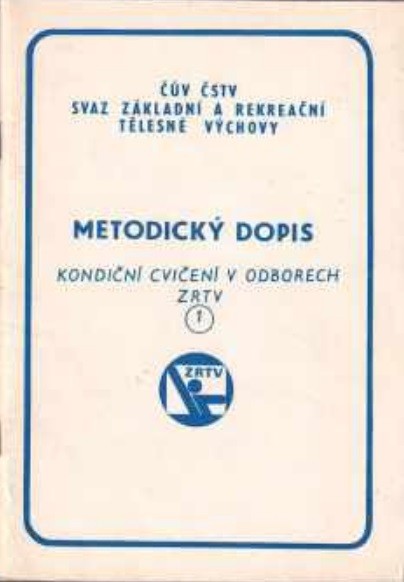 ČÚV ČSTV
SVAZ ZÁKLADNÍ A REKREAČNÍ
TĚLESNÉ VÝCHOVY
METODICKÝ DOPIS
KONDIČNÍ CVIČENÍ V ODBORECH
ZRTV
1
ZRTV